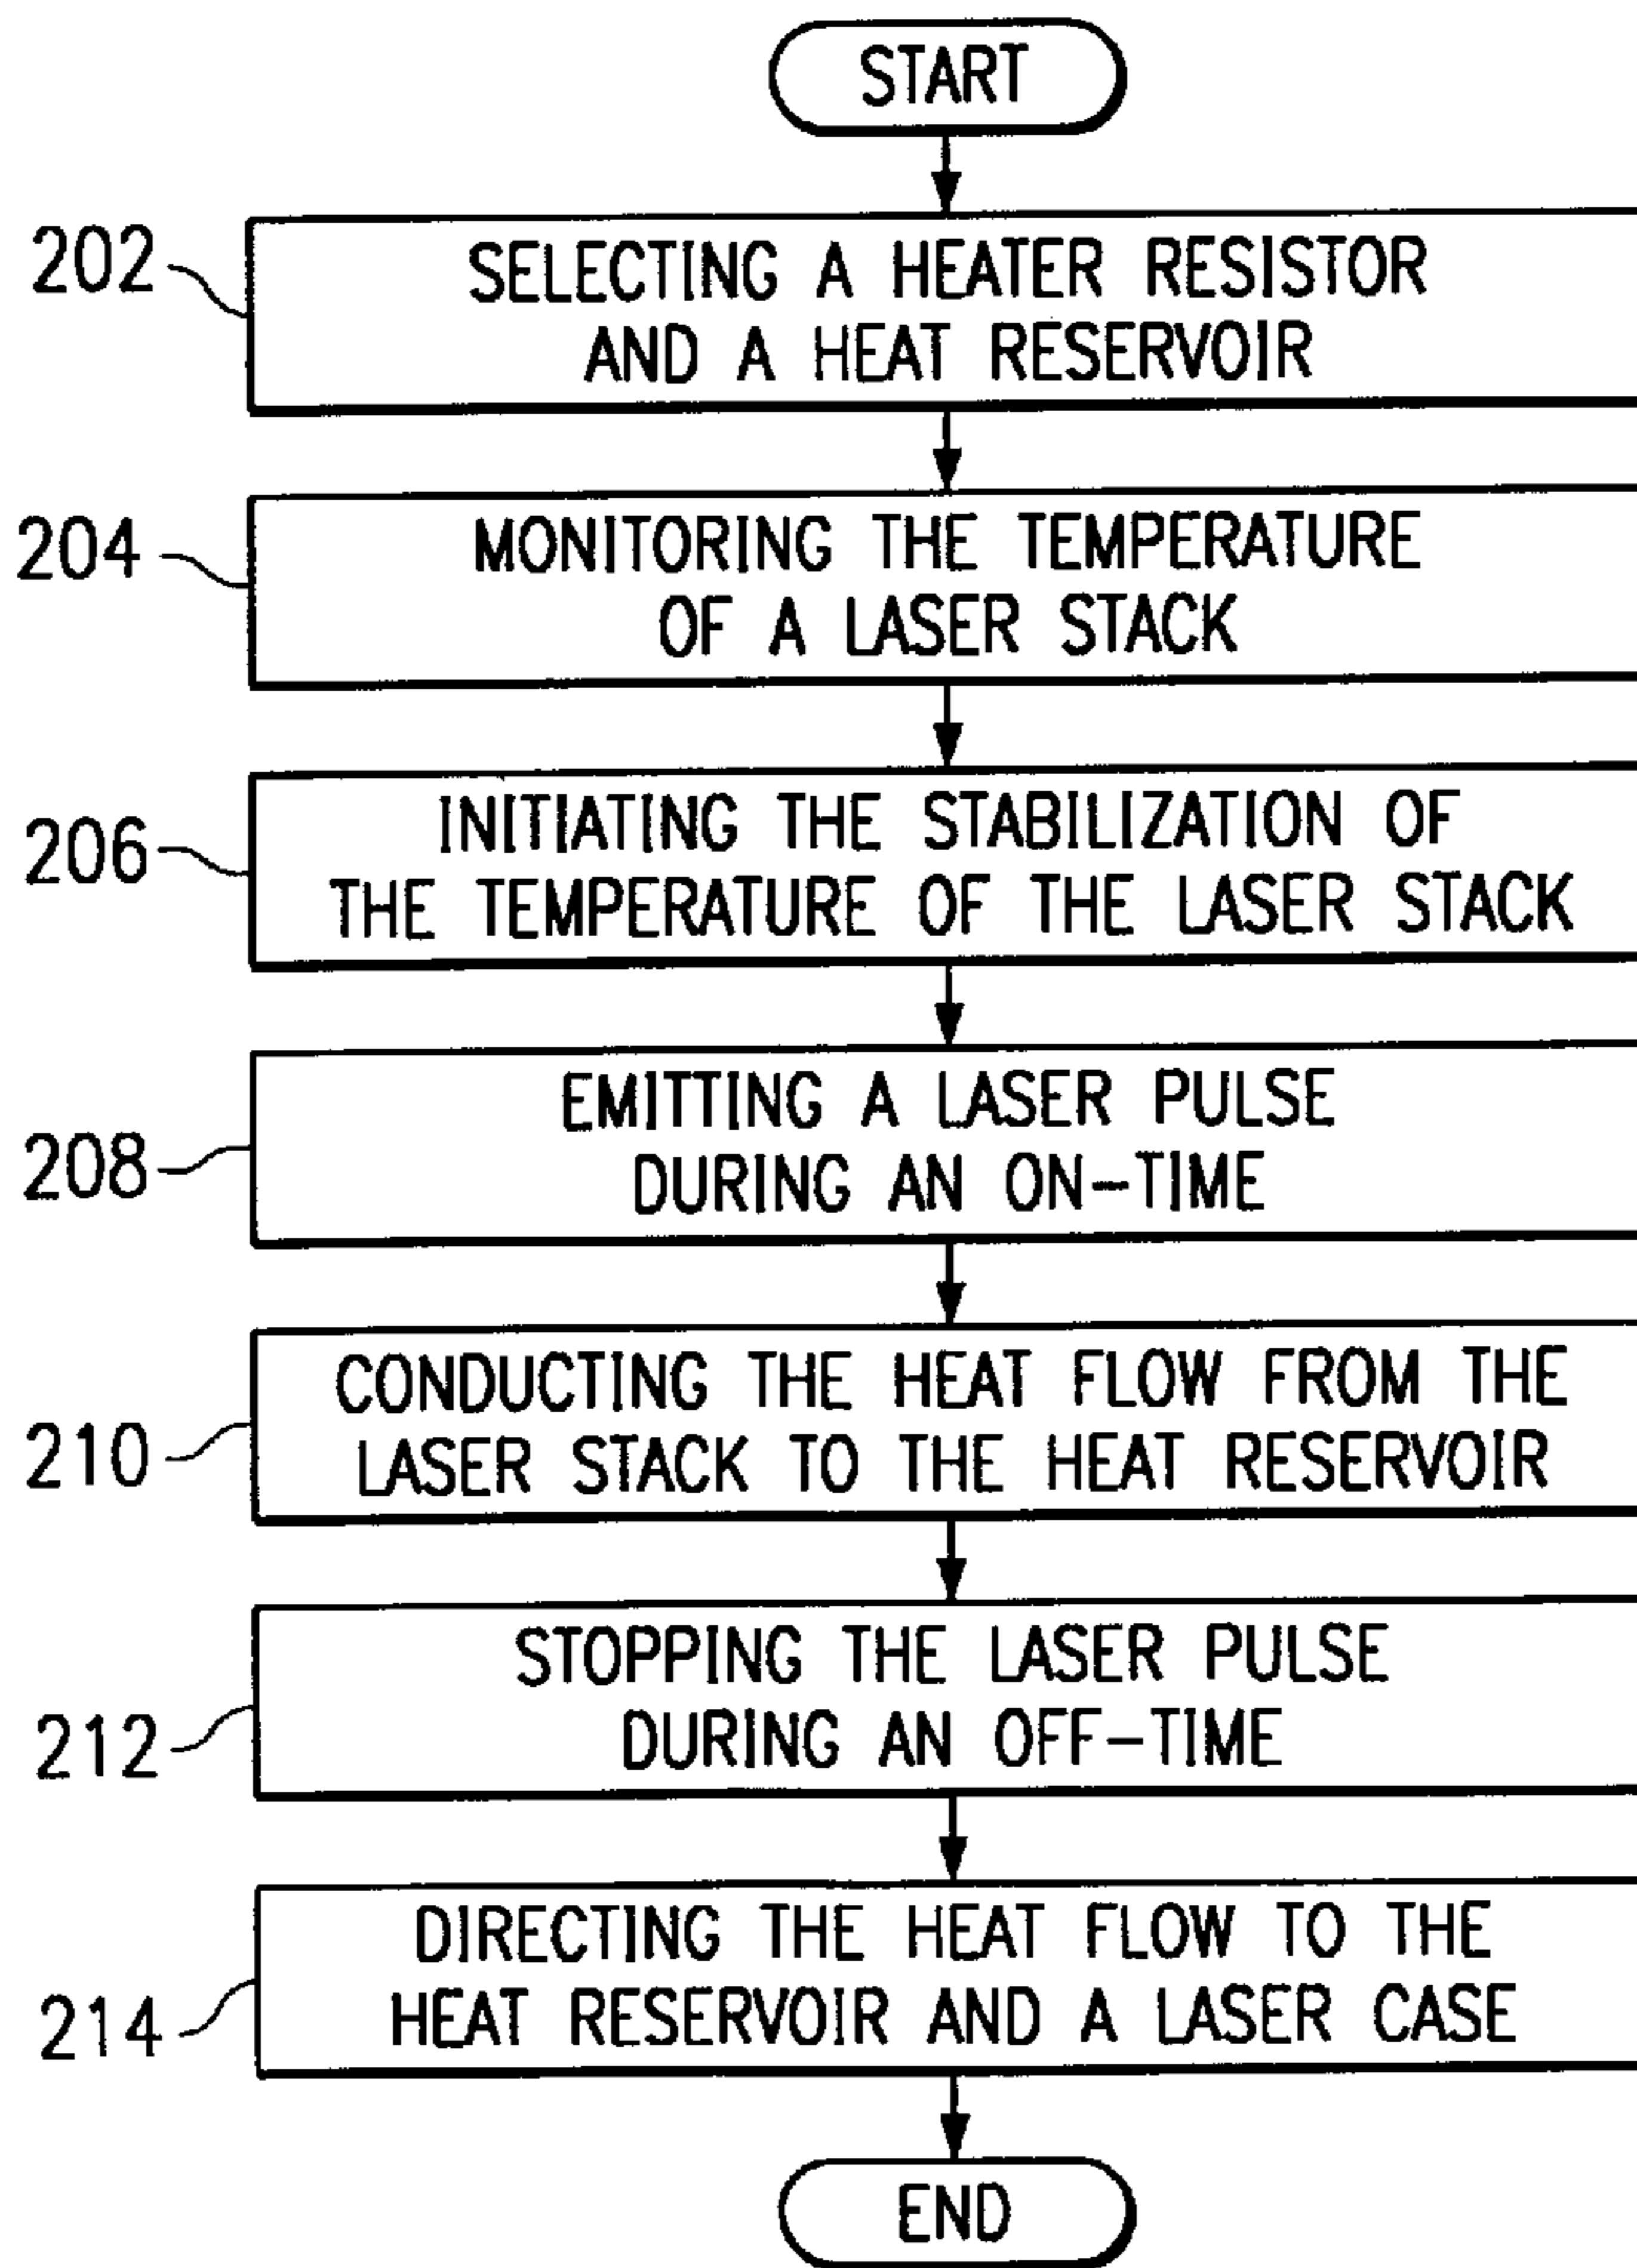 START
202
SELECTING A HEATER RESISTOR
AND A HEAT RESERVOIR
204
MONITORING THE TEMPERATURE
OF A LASER STACK
206
INITIATING THE STABILIZATION OF
THE TEMPERATURE OF THE LASER STACK
208
EMITTING A LASER PULSE
DURING AN ON-TIME
210
CONDUCTING THE HEAT FLOW FROM THE
LASER STACK TO THE HEAT RESERVOIR
212
STOPPING THE LASER PULSE
DURING AN OFF-TIME
214
DIRECTING THE HEAT FLOW TO THE
HEAT RESERVOIR AND A LASER CASE
END